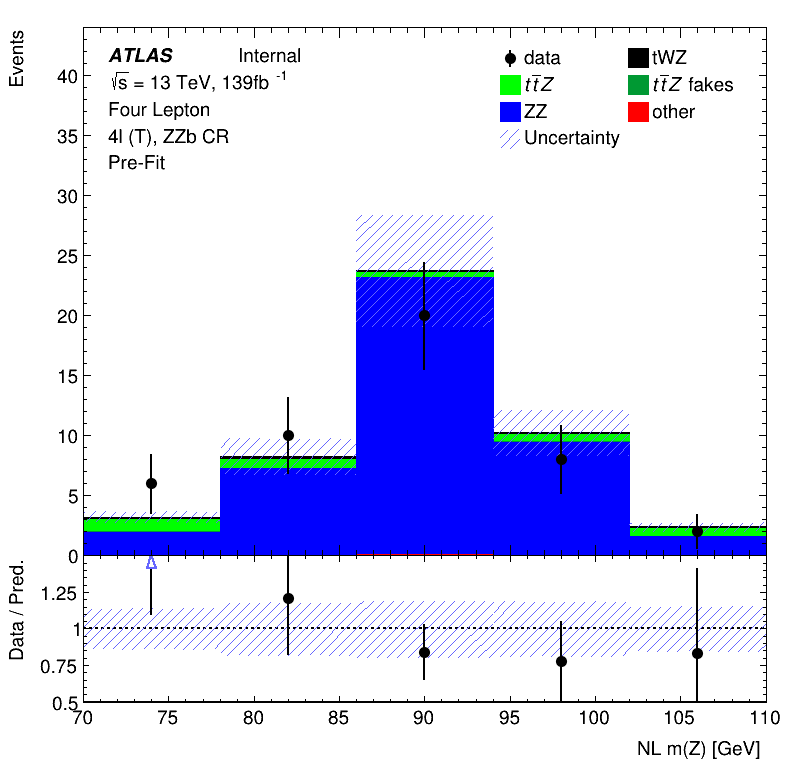 Events
ATLAS Internal
√s = 13 TeV, 139fb -1
Four Lepton
4l (T), ZZb CR
Pre-Fit
data
tWZ
tt̄Z
tt̄Z fakes
ZZ
other
Uncertainty
40
35
30
25
20
15
10
5
0
Data / Pred.
1.25
1
0.75
0.5
70 75 80 85 90 95 100 105 110
NL m(Z) [GeV]